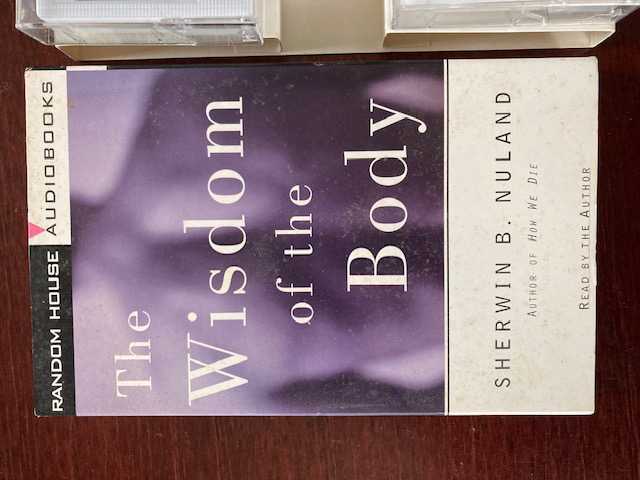 RANDOM HOUSE AUDIOBOOKS
The
Wisdom
of the
Body
SHERWIN B. NULAND
AUTHOR OF HOW WE DIE
READ BY THE AUTHOR